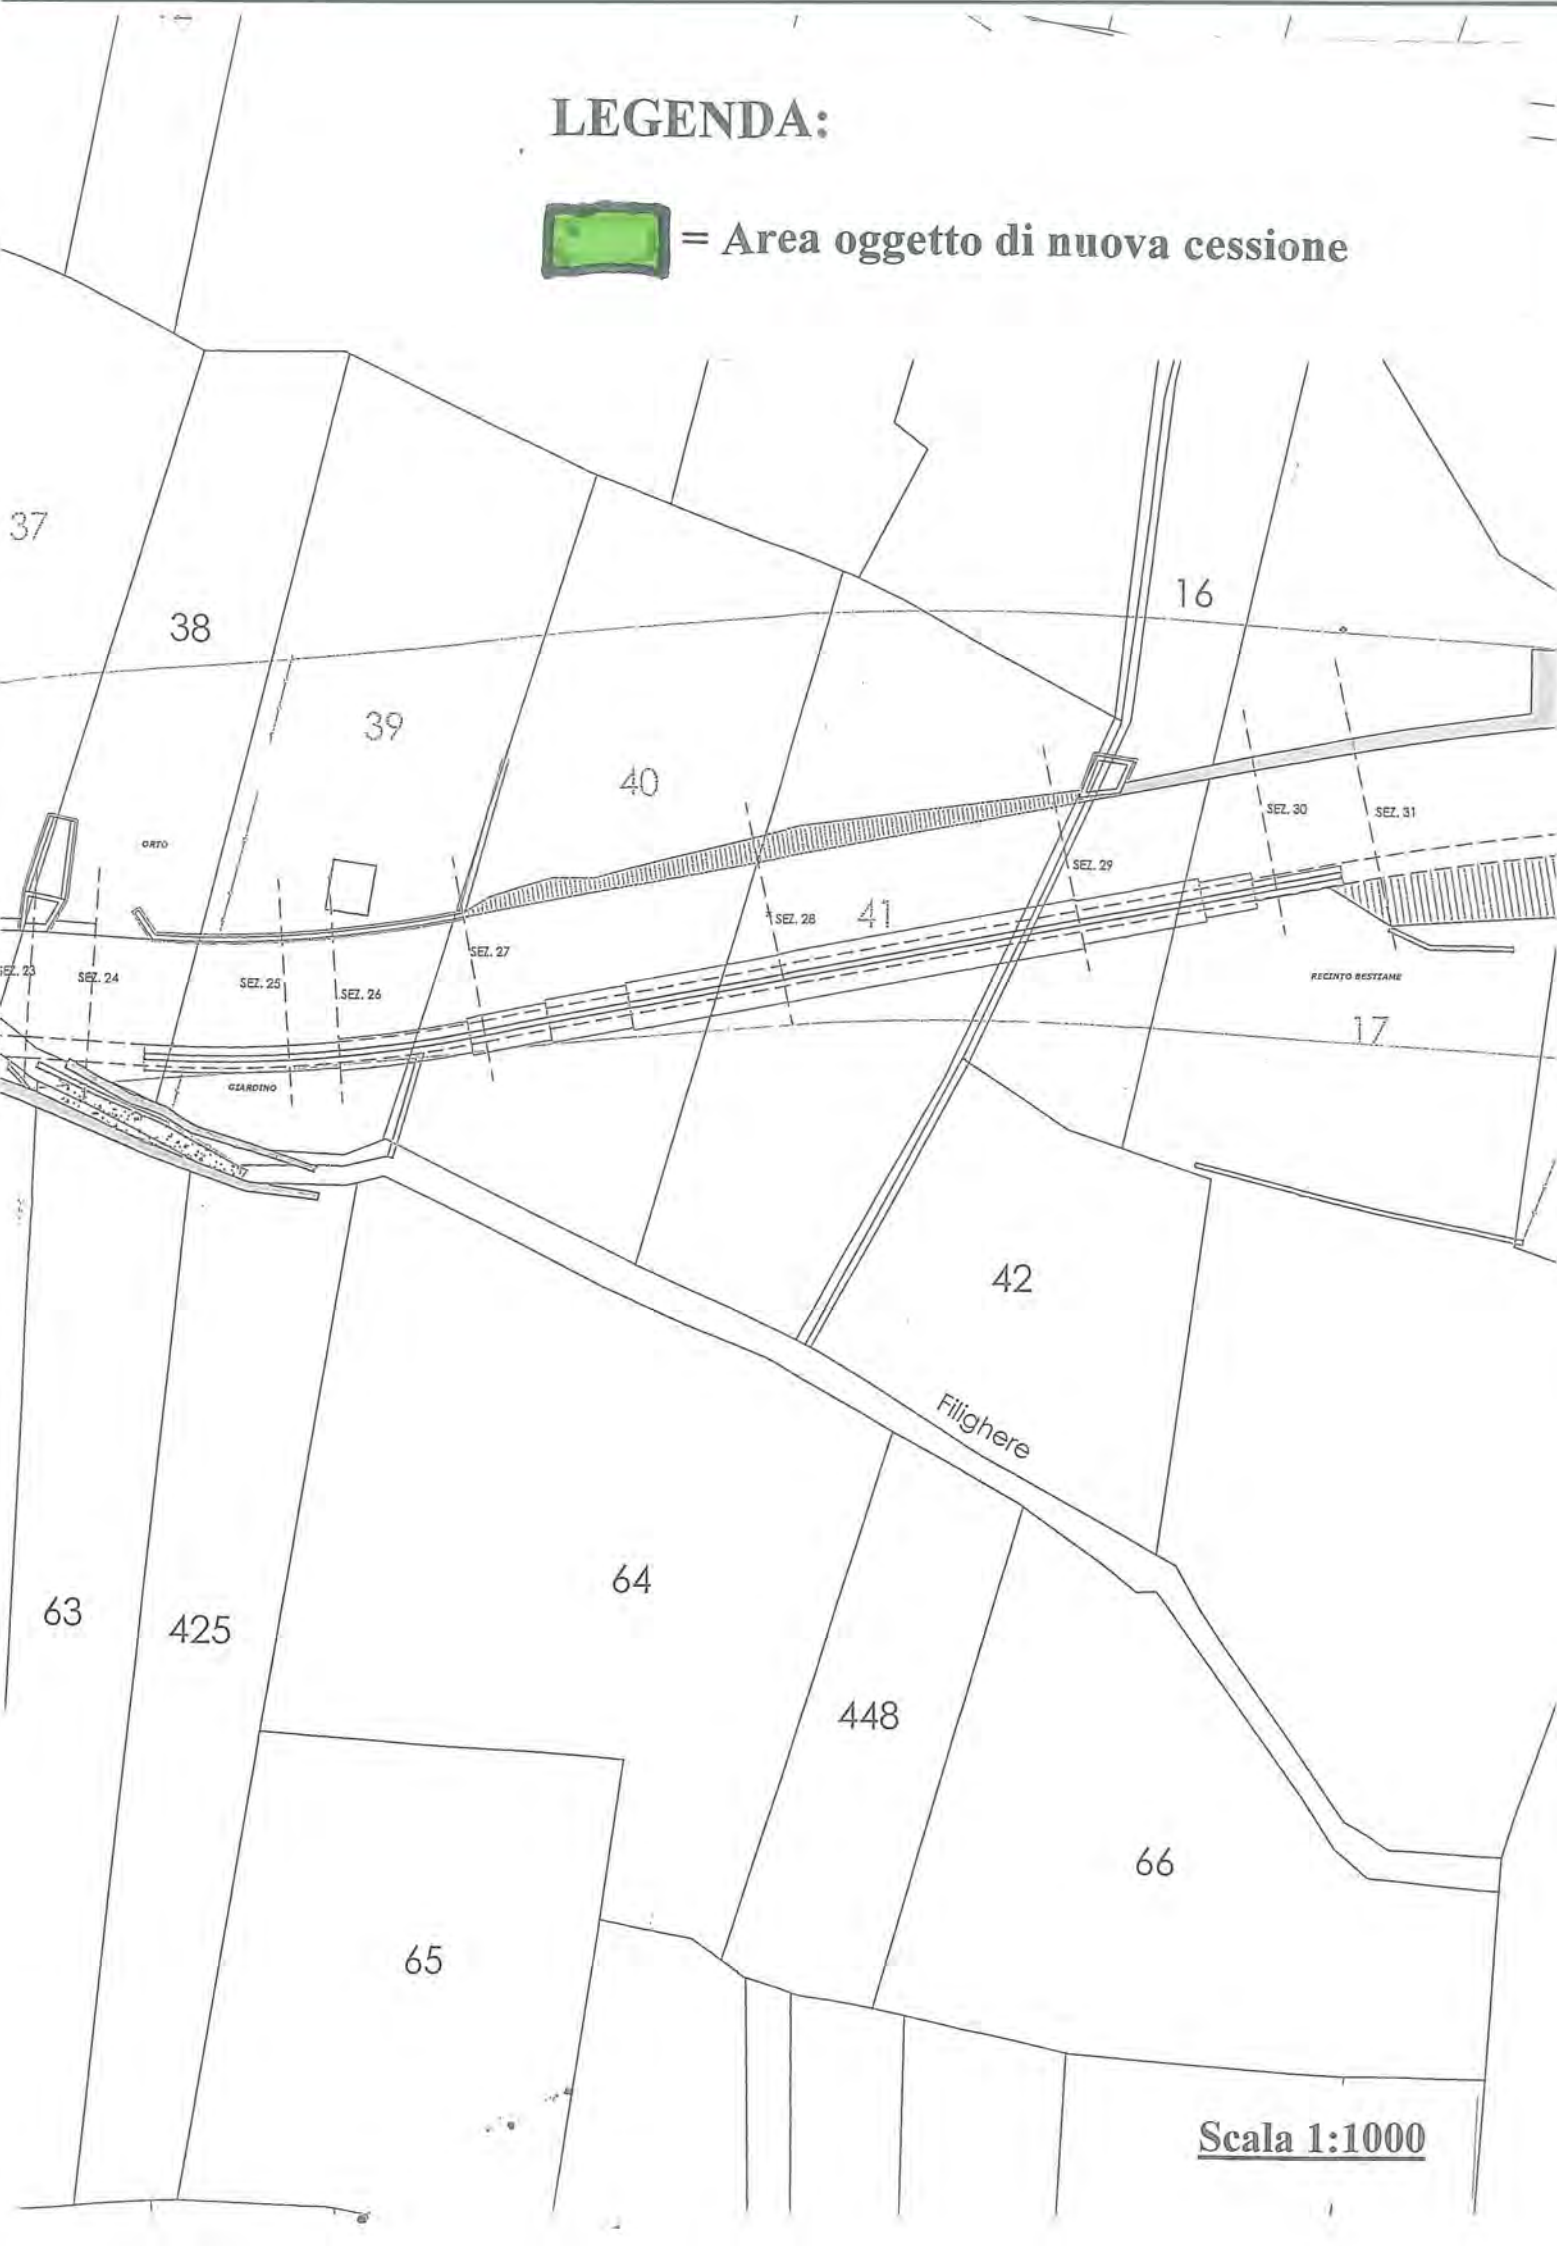 LEGENDA:
= Area oggetto di nuova cessione
37
16
38
39
40
SEZ. 30
SEZ. 31
ORTO
SEZ. 29
SEZ. 28
41
SEZ. 27
SEZ. 23
SEZ. 24
SEZ. 25
SEZ. 26
RECINTO BESTIAME
17
GIARDINO
42
Filighere
64
63
425
448
66
65
Scala 1:1000